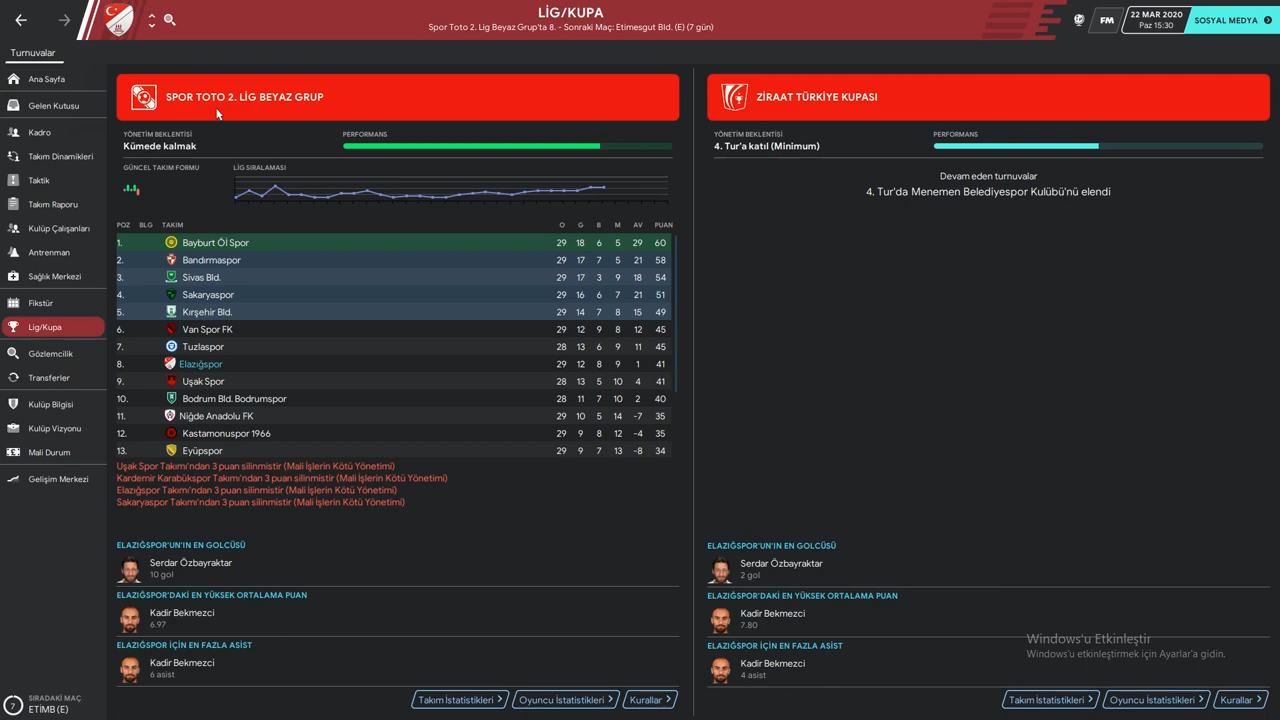 LİG/KUPA
Spor Toto 2. Lig Beyaz Grup'ta 8. - Sonraki Maç: Etimesgut Bld. (E) (7 gün)
FM
22 MAR 2020
Paz 15:30
SOSYAL MEDYA
Turnuvalar
Ana Sayfa
Gelen Kutusu
Kadro
Takım Dinamikleri
Taktik
Takım Raporu
Kulüp Çalışanları
Antrenman
Sağlık Merkezi
Fikstür
Lig/Kupa
Gözlemcilik
Transferler
Kulüp Bilgisi
Kulüp Vizyonu
Mali Durum
Gelişim Merkezi
7
SIRADAKİ MAÇ
ETİMB (E)
SPOR TOTO 2. LİG BEYAZ GRUP
YÖNETİM BEKLENTİSİ
Kümede kalmak
PERFORMANS
GÜNCEL TAKIM FORMU
LİG SIRALAMASI
POZ BLG TAKIM O G B M AV PUAN
1. Bayburt Öİ Spor 29 18 6 5 29 60
2. Bandırmaspor 29 17 7 5 21 58
3. Sivas Bld. 29 17 3 9 18 54
4. Sakaryaspor 29 16 6 7 21 51
5. Kırşehir Bld. 29 14 7 8 15 49
6. Van Spor FK 29 12 9 8 12 45
7. Tuzlaspor 28 13 6 9 11 45
8. Elazığspor 29 12 8 9 1 41
9. Uşak Spor 28 13 5 10 4 41
10. Bodrum Bld. Bodrumspor 28 11 7 10 2 40
11. Niğde Anadolu FK 29 10 5 14 -7 35
12. Kastamonuspor 1966 29 9 8 12 -4 35
13. Eyüpspor 29 9 7 13 -8 34
Uşak Spor Takımı'ndan 3 puan silinmistir (Mali İşlerin Kötü Yönetimi)
Kardemir Karabükspor Takımı'ndan 3 puan silinmistir (Mali İşlerin Kötü Yönetimi)
Elazığspor Takımı'ndan 3 puan silinmistir (Mali İşlerin Kötü Yönetimi)
Sakaryaspor Takımı'ndan 3 puan silinmistir (Mali İşlerin Kötü Yönetimi)
ELAZIĞSPOR'UN'IN EN GOLCÜSÜ
Serdar Özbayraktar
10 gol
ELAZIĞSPOR'DAKİ EN YÜKSEK ORTALAMA PUAN
Kadir Bekmezci
6.97
ELAZIĞSPOR İÇİN EN FAZLA ASİST
Kadir Bekmezci
6 asist
Takım İstatistikleri
Oyuncu İstatistikleri
Kurallar
ZİRAAT TÜRKİYE KUPASI
YÖNETİM BEKLENTİSİ
4. Tur'a katıl (Minimum)
PERFORMANS
Devam eden turnuvalar
4. Tur'da Menemen Belediyespor Kulübü'nü elendi
ELAZIĞSPOR'UN'IN EN GOLCÜSÜ
Serdar Özbayraktar
2 gol
ELAZIĞSPOR'DAKİ EN YÜKSEK ORTALAMA PUAN
Kadir Bekmezci
7.80
ELAZIĞSPOR İÇİN EN FAZLA ASİST
Kadir Bekmezci
4 asist
Windows'u Etkinleştir
Windows'u etkinleştirmek için Ayarlar'a gidin.
Takım İstatistikleri
Oyuncu İstatistikleri
Kurallar